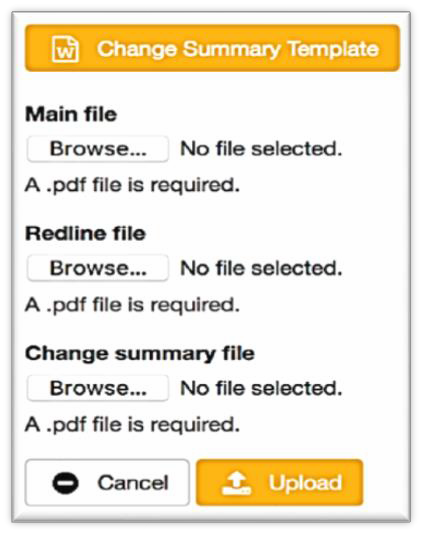 Change Summary Template
Main file
Browse... No file selected.
A .pdf file is required.
Redline file
Browse... No file selected.
A .pdf file is required.
Change summary file
Browse... No file selected.
A .pdf file is required.
Cancel Upload